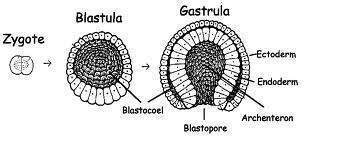 Zygote
Blastula
Gastrula
Ectoderm
Endoderm
Blastocoel
Archenteron
Blastopore